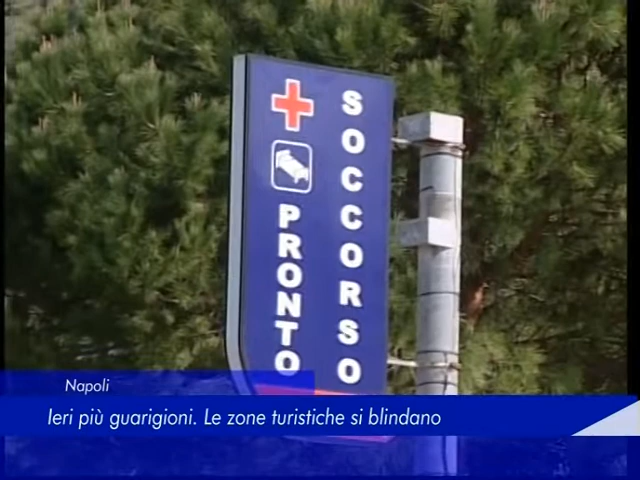 PRONTO
SOCCORSO
Napoli
Ieri più guarigioni. Le zone turistiche si blindano